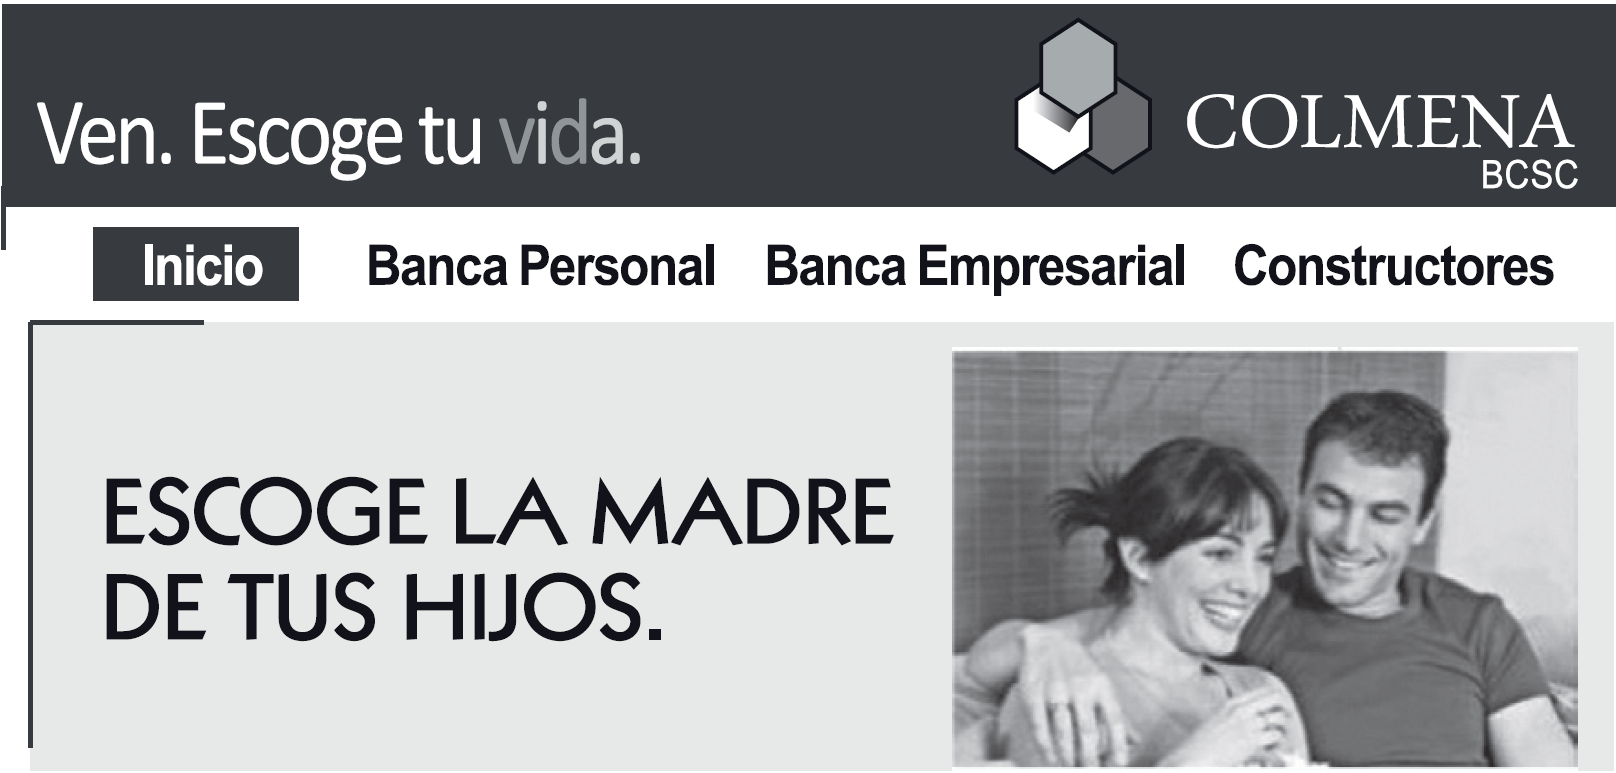 Ven. Escoge tu vida.
COLMENA
BCSC
Inicio Banca Personal Banca Empresarial Constructores
ESCOGE LA MADRE
DE TUS HIJOS.